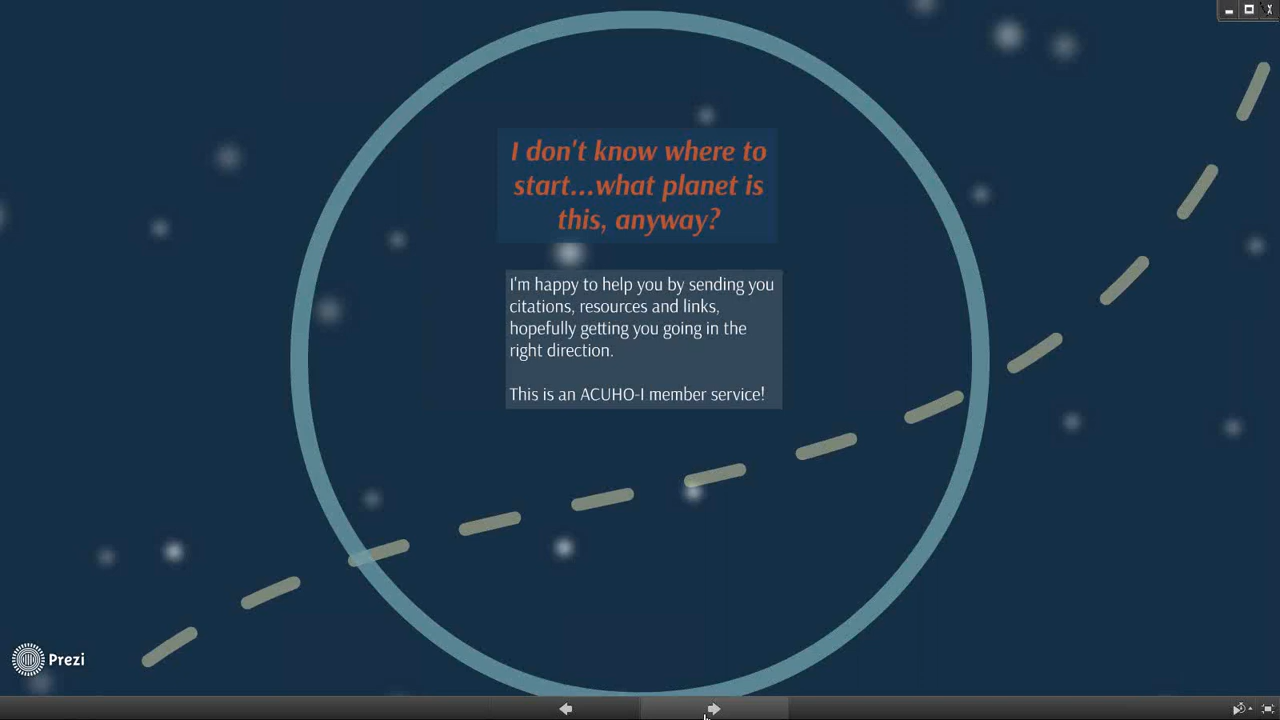 I don't know where to
start...what planet is
this, anyway?
I'm happy to help you by sending you
citations, resources and links,
hopefully getting you going in the
right direction.
This is an ACUHO-I member service!
Prezi